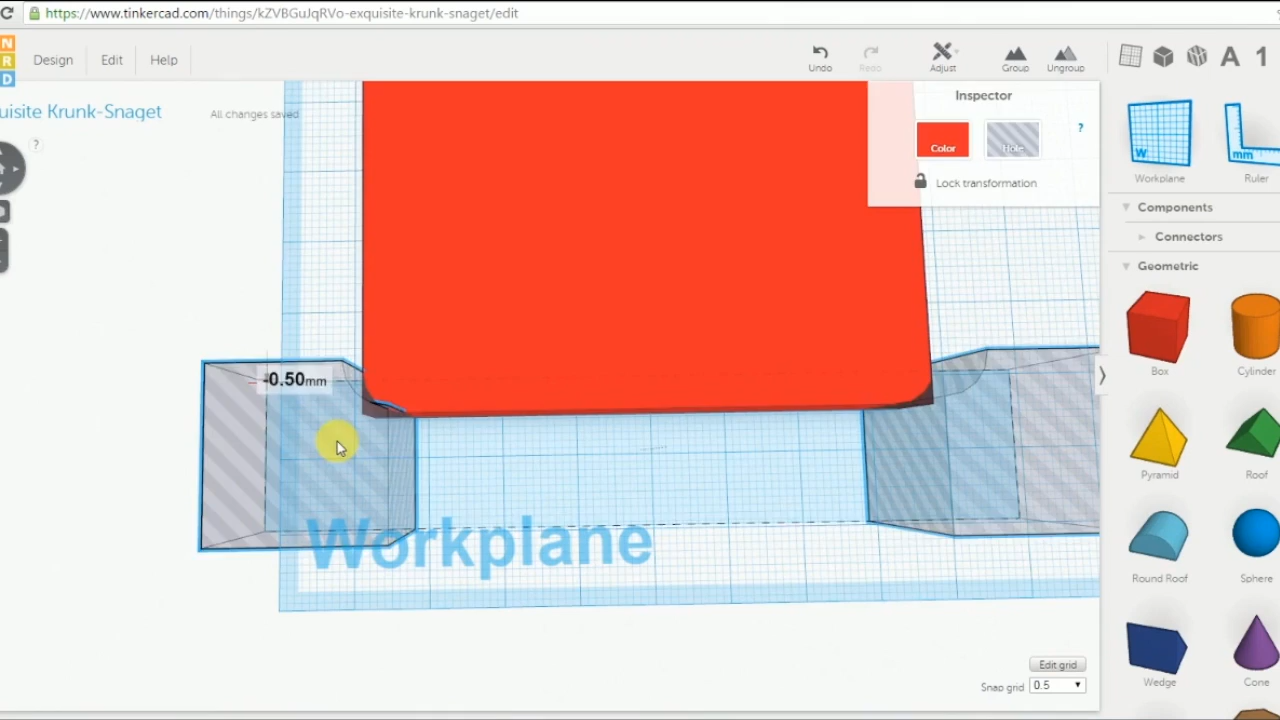 https://www.tinkercad.com/things/kZVBGuJqRVo-exquisite-krunk-snaget/edit
N
R
D
Design Edit Help
Undo Redo Adjust Group Ungroup
A 1
uisite Krunk-Snaget
All changes saved
?
Inspector
Color Hole ?
Lock transformation
W mm
Workplane Ruler
Components
Connectors
Geometric
Box Cylinder
Pyramid Roof
Round Roof Sphere
Wedge Cone
-0.50mm
Workplane
Edit grid
Snap grid 0.5